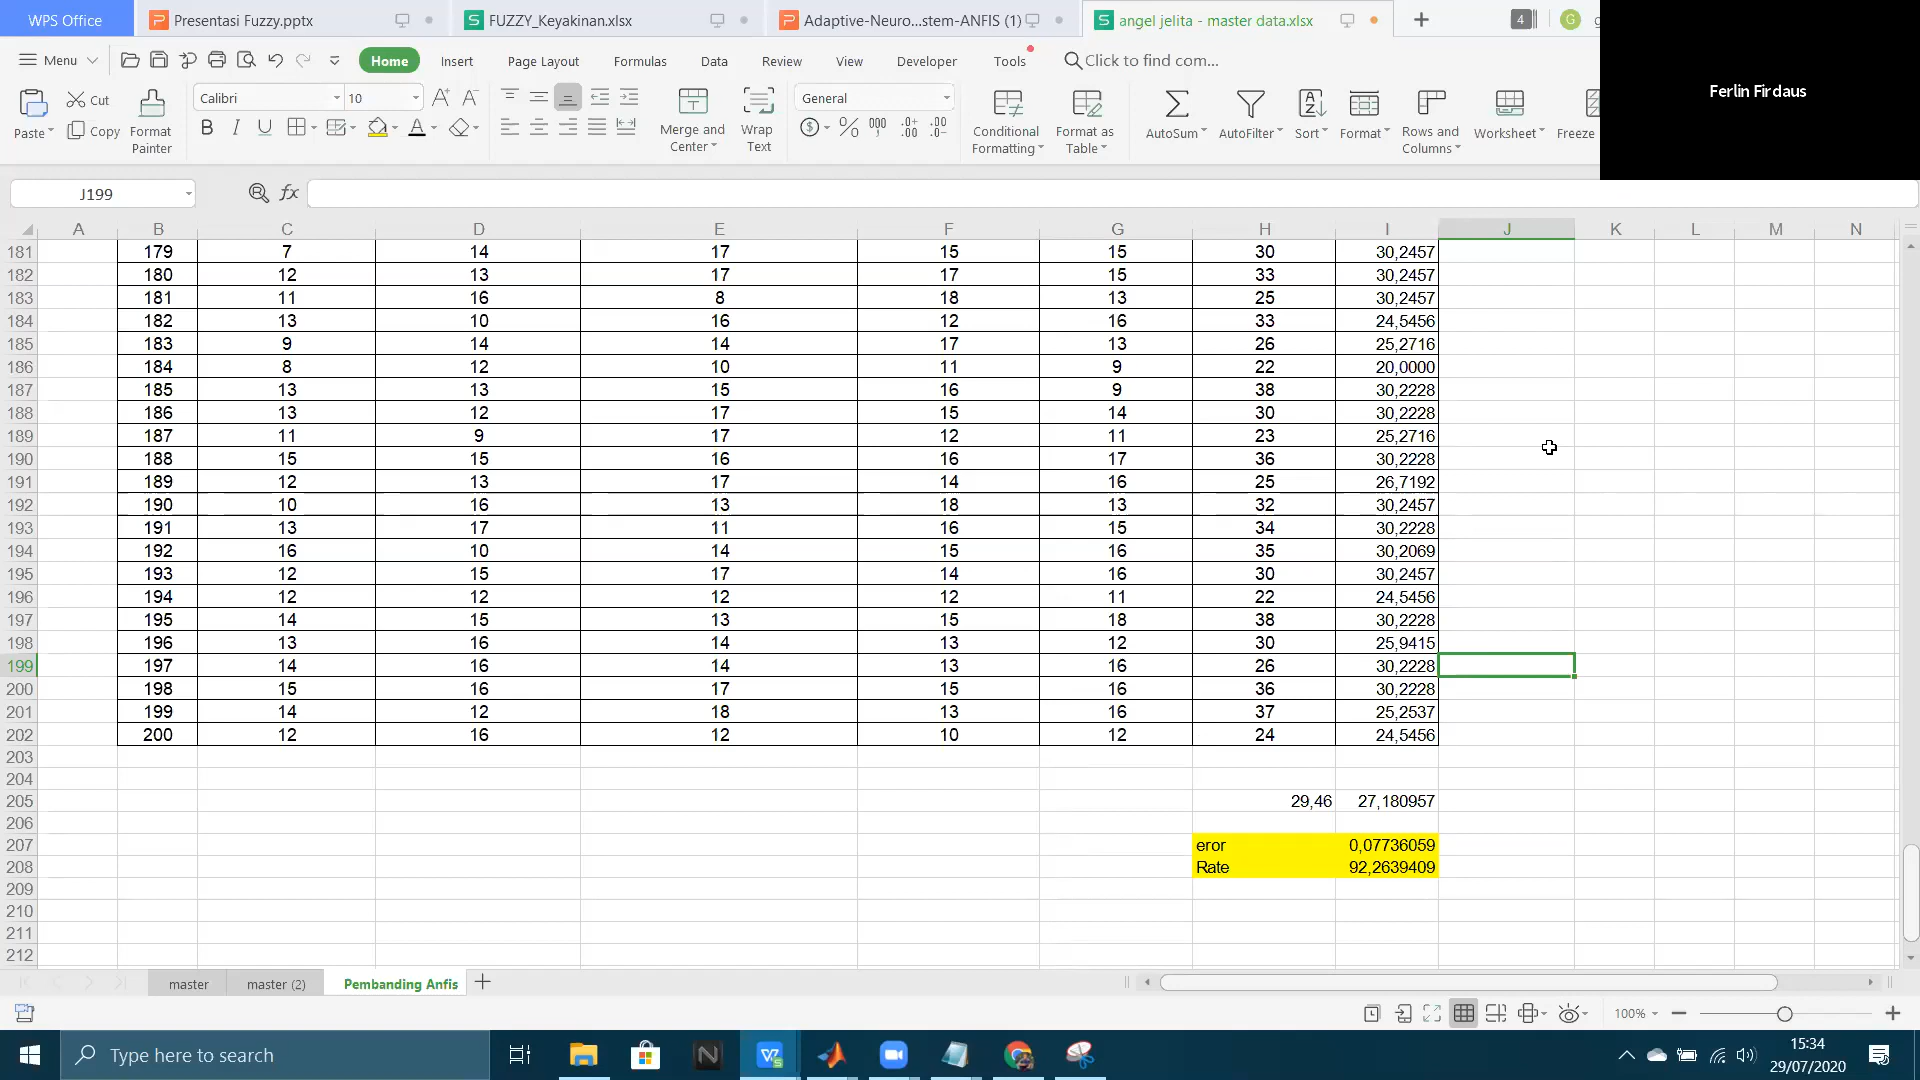 WPS Office Presentasi Fuzzy.pptx FUZZY_Keyakinan.xlsx Adaptive-Neuro...stem-ANFIS (1) angel jelita - master data.xlsx 4 G
Ferlin Firdaus
Menu Home Insert Page Layout Formulas Data Review View Developer Tools Click to find com...
Paste Cut Copy Format Painter Calibri 10 Merge and Center Wrap Text General Conditional Formatting Format as Table AutoSum AutoFilter Sort Format Rows and Columns Worksheet Freeze
J199 fx
A B C D E F G H I J K L M N
181 179 7 14 17 15 15 30 30,2457
182 180 12 13 17 17 15 33 30,2457
183 181 11 16 8 18 13 25 30,2457
184 182 13 10 16 12 16 33 24,5456
185 183 9 14 14 17 13 26 25,2716
186 184 8 12 10 11 9 22 20,0000
187 185 13 13 15 16 9 38 30,2228
188 186 13 12 17 15 14 30 30,2228
189 187 11 9 17 12 11 23 25,2716
190 188 15 15 16 16 17 36 30,2228
191 189 12 13 17 14 16 25 26,7192
192 190 10 16 13 18 13 32 30,2457
193 191 13 17 11 16 15 34 30,2228
194 192 16 10 14 15 16 35 30,2069
195 193 12 15 17 14 16 30 30,2457
196 194 12 12 12 12 11 22 24,5456
197 195 14 15 13 15 18 38 30,2228
198 196 13 16 14 13 12 30 25,9415
199 197 14 16 14 13 16 26 30,2228
200 198 15 16 17 15 16 36 30,2228
201 199 14 12 18 13 16 37 25,2537
202 200 12 16 12 10 12 24 24,5456
203
204
205 29,46 27,180957
206
207 eror 0,07736059
208 Rate 92,2639409
209
210
211
212
master master (2) Pembanding Anfis
100%
Type here to search
15:34
29/07/2020